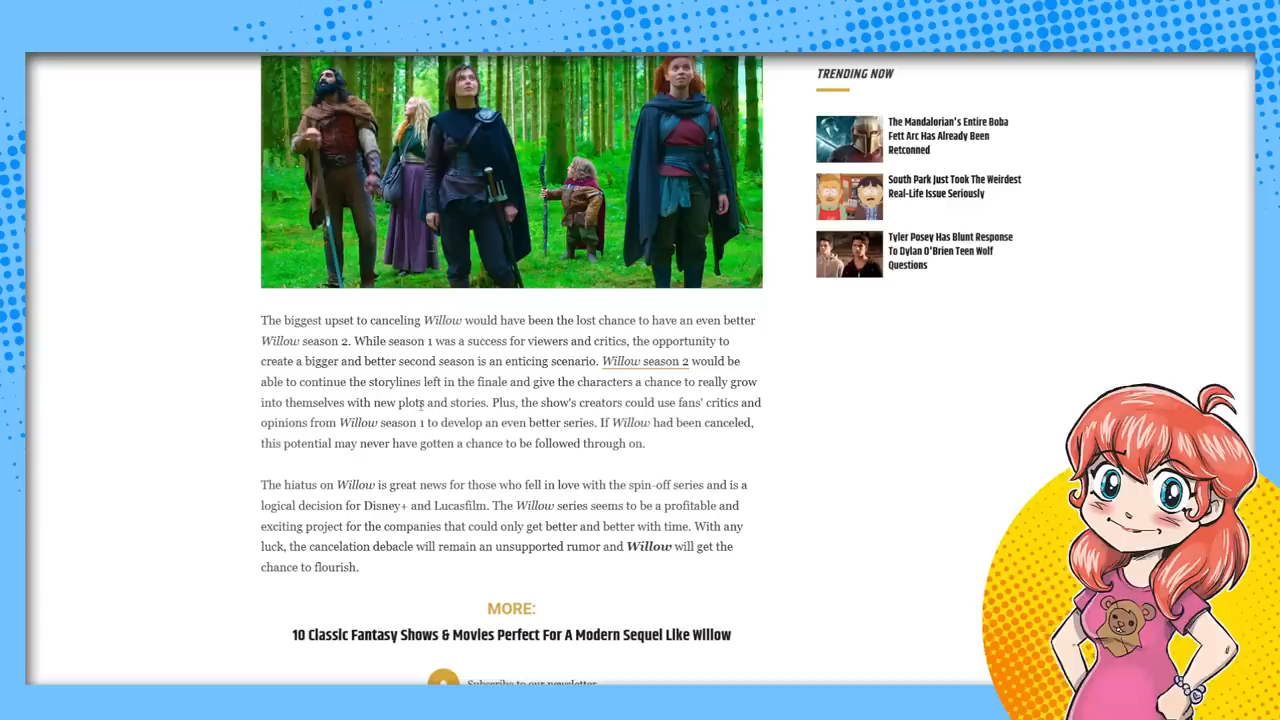 The biggest upset to canceling Willow would have been the lost chance to have an even better
Willow season 2. While season 1 was a success for viewers and critics, the opportunity to
create a bigger and better second season is an enticing scenario. Willow season 2 would be
able to continue the storylines left in the finale and give the characters a chance to really grow
into themselves with new plots and stories. Plus, the show's creators could use fans' critics and
opinions from Willow season 1 to develop an even better series. If Willow had been canceled,
this potential may never have gotten a chance to be followed through on.
The hiatus on Willow is great news for those who fell in love with the spin-off series and is a
logical decision for Disney+ and Lucasfilm. The Willow series seems to be a profitable and
exciting project for the companies that could only get better and better with time. With any
luck, the cancelation debacle will remain an unsupported rumor and Willow will get the
chance to flourish.
MORE:
10 Classic Fantasy Shows & Movies Perfect For A Modern Sequel Like Willow
Subscribe to our newsletter
TRENDING NOW
The Mandalorian's Entire Boba
Fett Arc Has Already Been
Retconned
South Park Just Took The Weirdest
Real-Life Issue Seriously
Tyler Posey Has Blunt Response
To Dylan O'Brien Teen Wolf
Questions